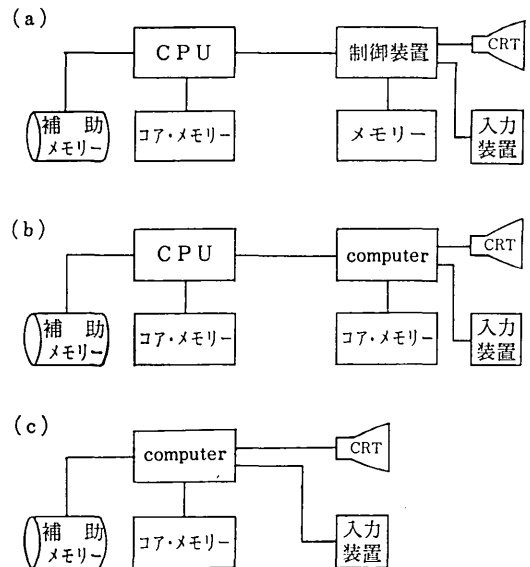 (a)
CPU
制御装置
CRT
補助
メモリー
コア・メモリー
メモリー
入力
装置
(b)
CPU
computer
CRT
補助
メモリー
コア・メモリー
コア・メモリー
入力
装置
(c)
computer
CRT
補助
メモリー
コア・メモリー
入力
装置